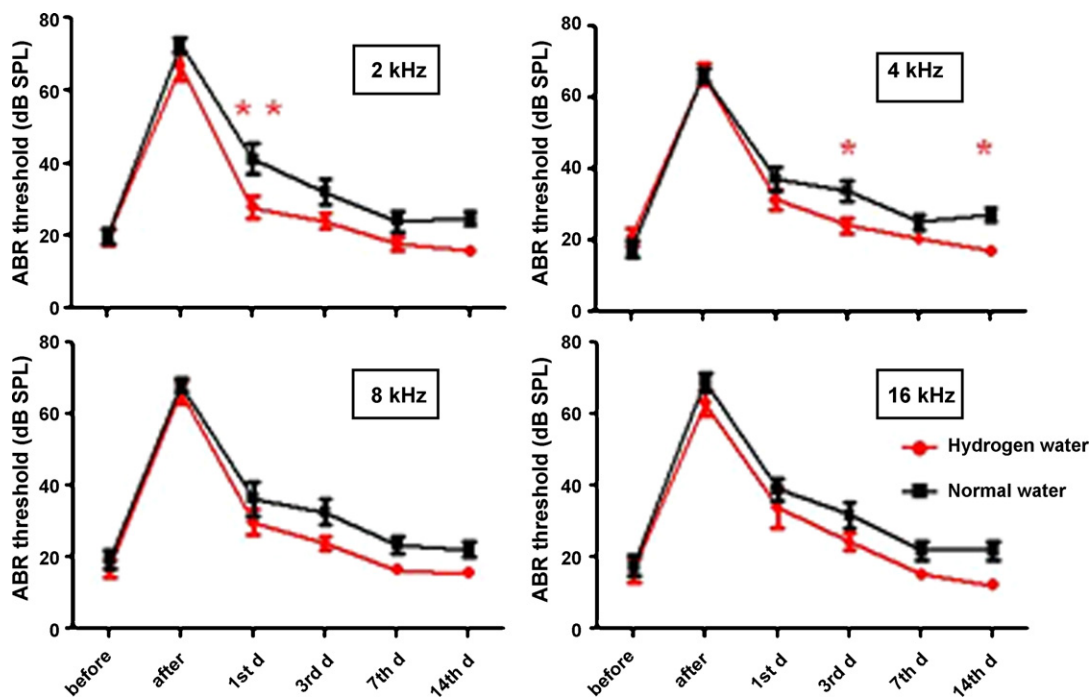 80
60
40
20
0
ABR threshold (dB SPL)
2 kHz
* *
80
60
40
20
0
ABR threshold (dB SPL)
4 kHz
* *
80
60
40
20
0
ABR threshold (dB SPL)
8 kHz
before after 1st d 3rd d 7th d 14th d
80
60
40
20
0
ABR threshold (dB SPL)
16 kHz
Hydrogen water
Normal water
before after 1st d 3rd d 7th d 14th d